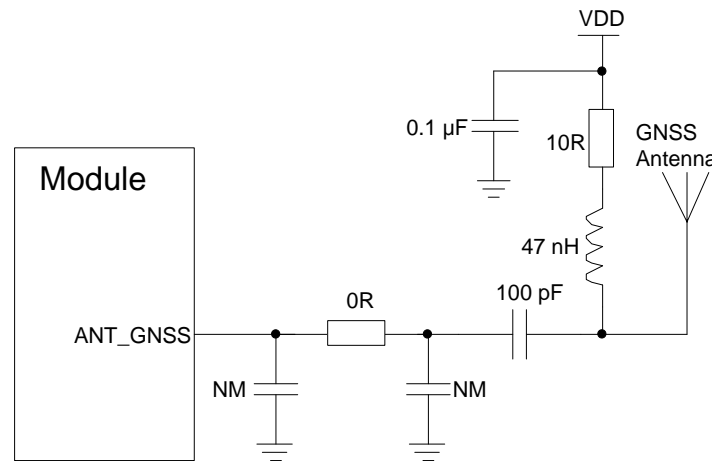 VDD
0.1 µF
10R
GNSS
Antenna
Module
47 nH
100 pF
0R
ANT_GNSS
NM
NM